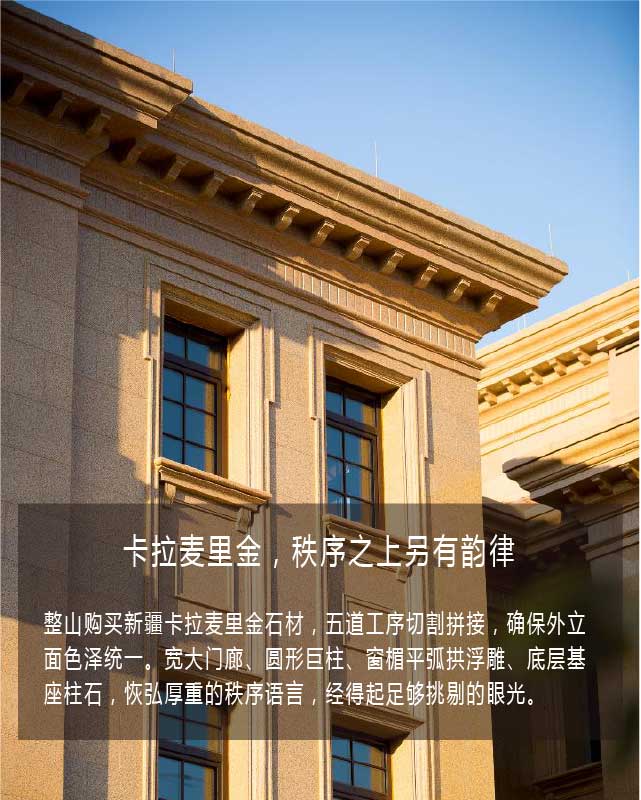 卡拉麦里金，秩序之上另有韵律
整山购买新疆卡拉麦里金石材，五道工序切割拼接，确保外立
面色泽统一。宽大门廊、圆形巨柱、窗楣平弧拱浮雕、底层基
座柱石，恢弘厚重的秩序语言，经得起足够挑剔的眼光。